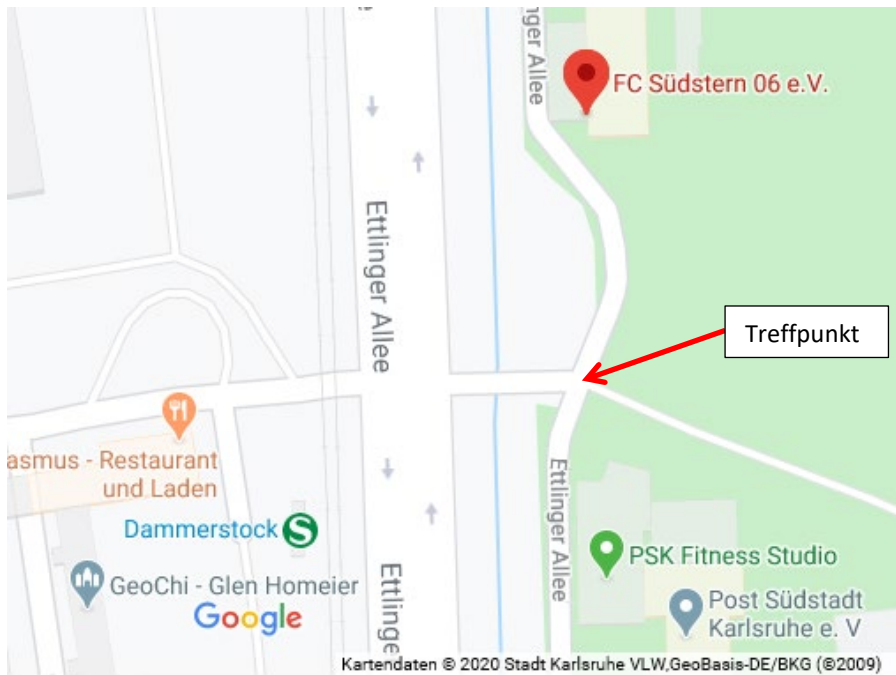 nger Allee
FC Südstern 06 e.V.
Ettlinger Allee
Treffpunkt
asmus - Restaurant
und Laden
Dammerstock S
GeoChi - Glen Homeier
Google
Ettlinge
Ettlinger Allee
PSK Fitness Studio
Post Südstadt
Karlsruhe e. V
Kartendaten © 2020 Stadt Karlsruhe VLW,GeoBasis-DE/BKG (©2009)